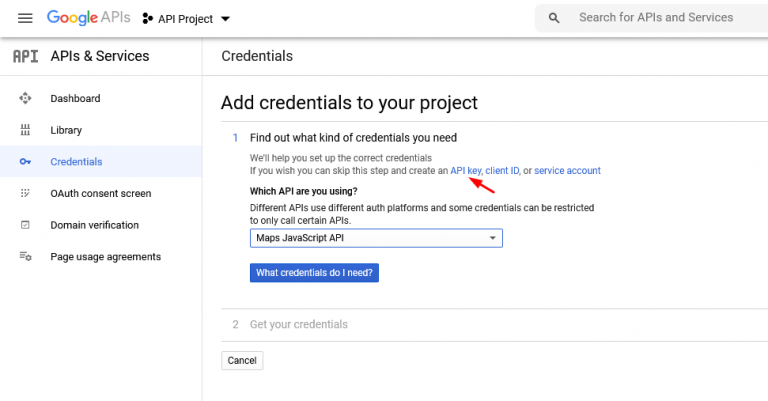 Google APIs
API Project
Search for APIs and Services
API APIs & Services
Credentials
Dashboard
Library
Credentials
OAuth consent screen
Domain verification
Page usage agreements
Add credentials to your project
1 Find out what kind of credentials you need
We'll help you set up the correct credentials
If you wish you can skip this step and create an API key, client ID, or service account
Which API are you using?
Different APIs use different auth platforms and some credentials can be restricted
to only call certain APIs.
Maps JavaScript API
What credentials do I need?
2 Get your credentials
Cancel